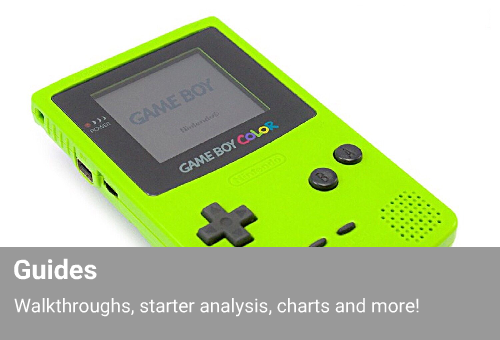 GAME BOY
Nintendo
POWER
GAME BOY COLOR
Nintendo
A
B
Guides
Walkthroughs, starter analysis, charts and more!